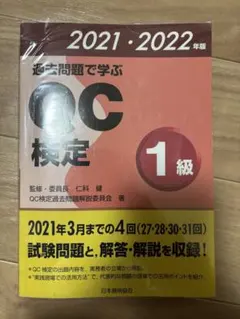 2021・2022年版
過去問題で学ぶ
QC
検定
1級
監修・委員長 仁科 健
QC検定過去問題解説委員会 著
2021年3月までの4回(27・28・30・31回)
試験問題と，解答・解説を収録！
日本規格協会